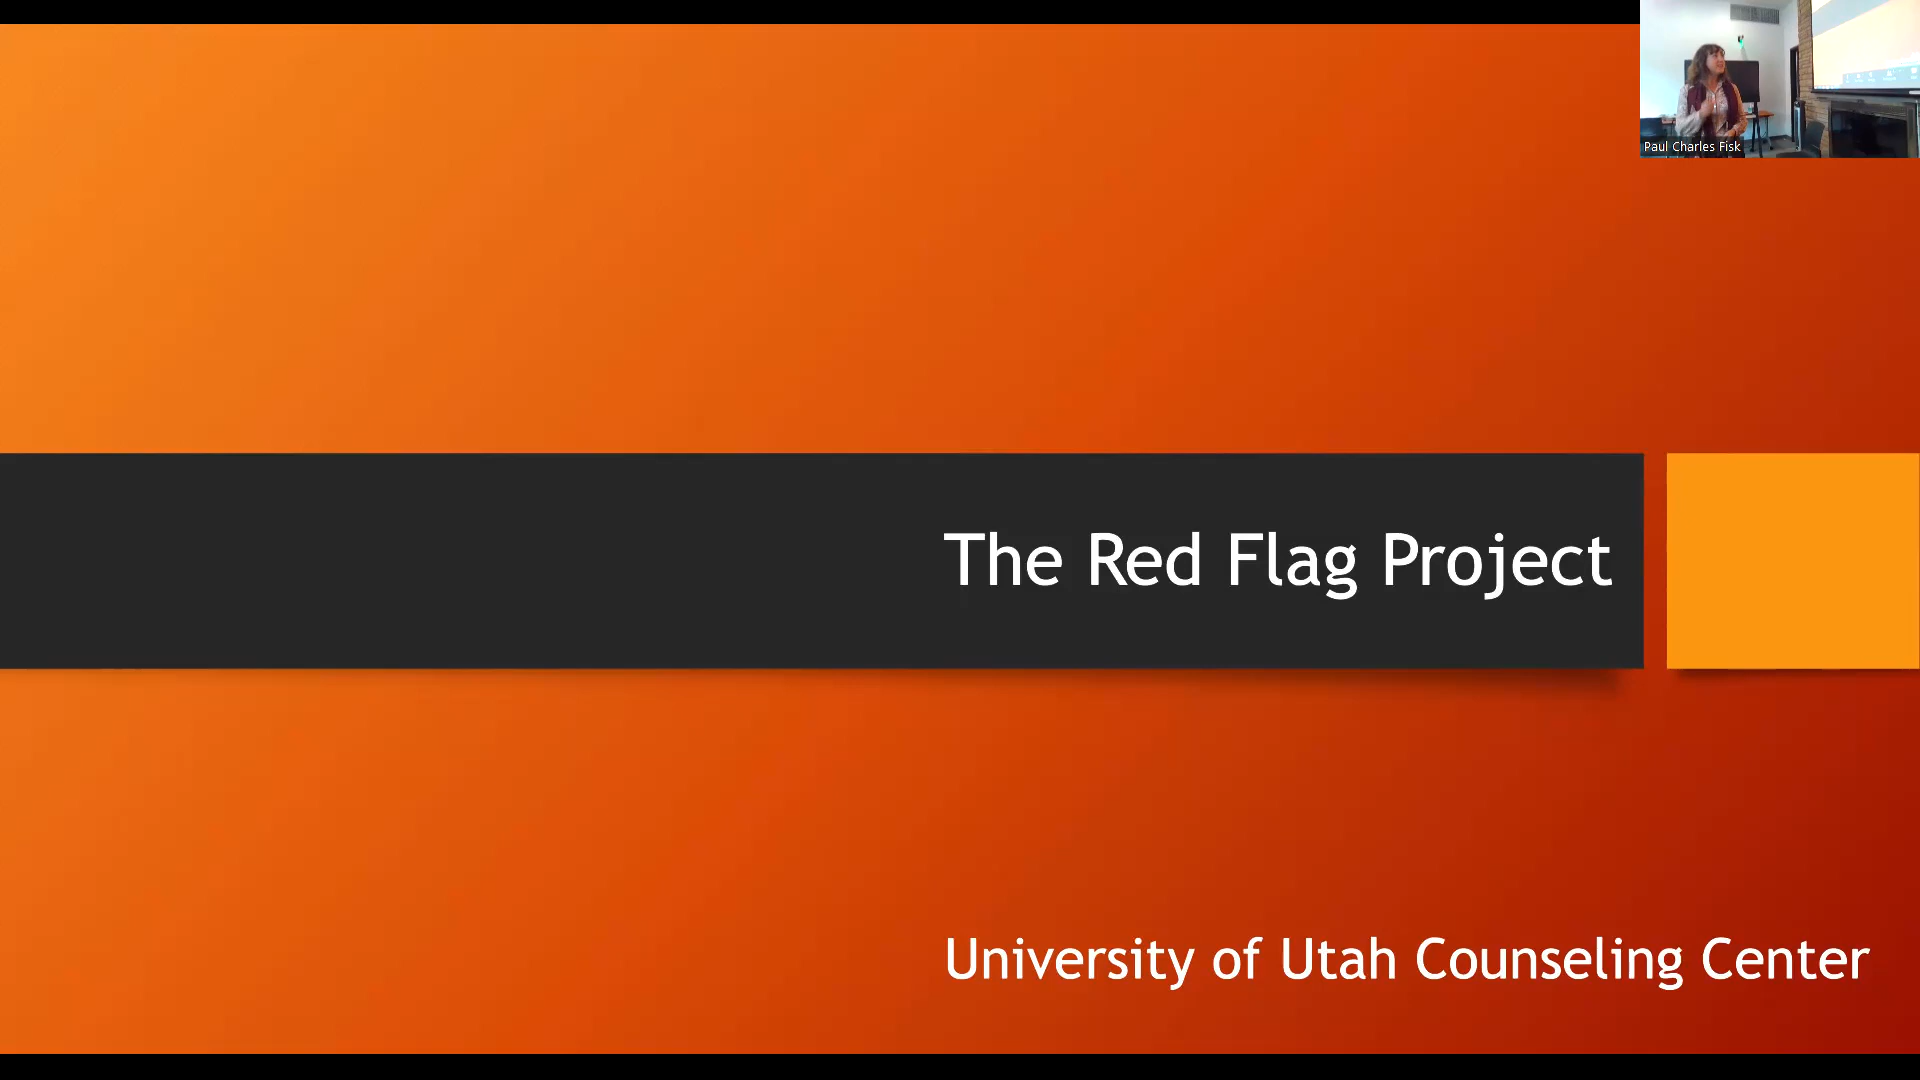 Paul Charles Fisk
The Red Flag Project
University of Utah Counseling Center